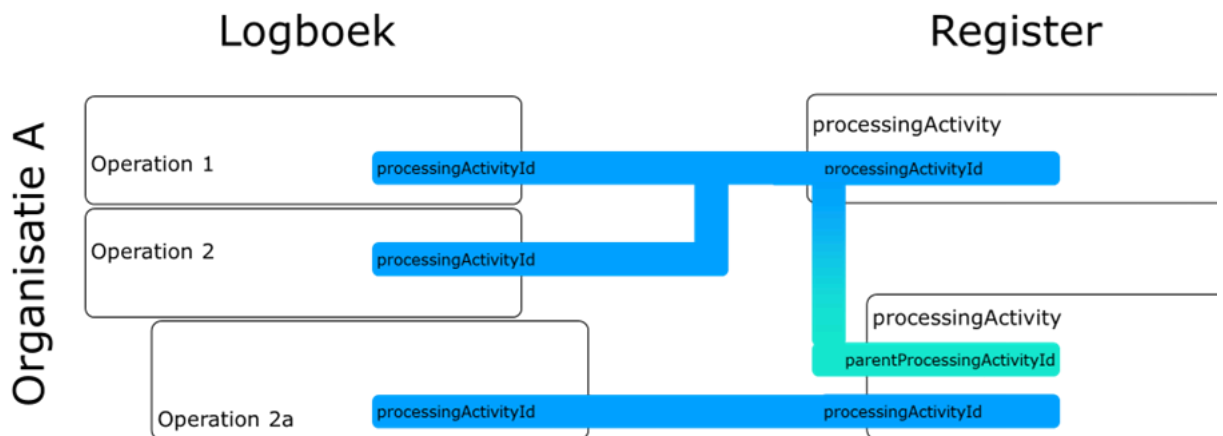 Logboek
Register
Organisatie A
processingActivity
Operation 1
processingActivityId
processingActivityId
Operation 2
processingActivityId
processingActivity
parentProcessingActivityId
Operation 2a
processingActivityId
processingActivityId